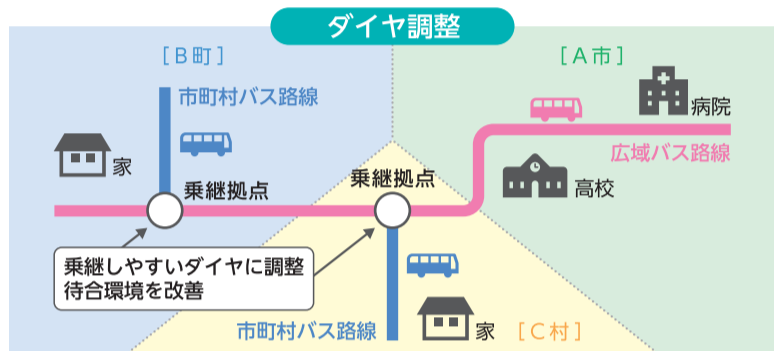 ダイヤ調整
［B町］
［A市］
市町村バス路線
病院
家
広域バス路線
乗継拠点
乗継拠点
高校
乗継しやすいダイヤに調整
待合環境を改善
市町村バス路線
家
［C村］